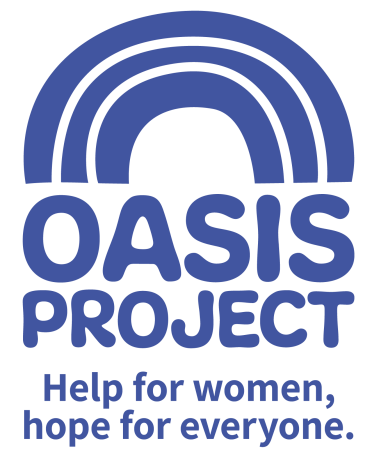 OASIS
PROJECT
Help for women,
hope for everyone.